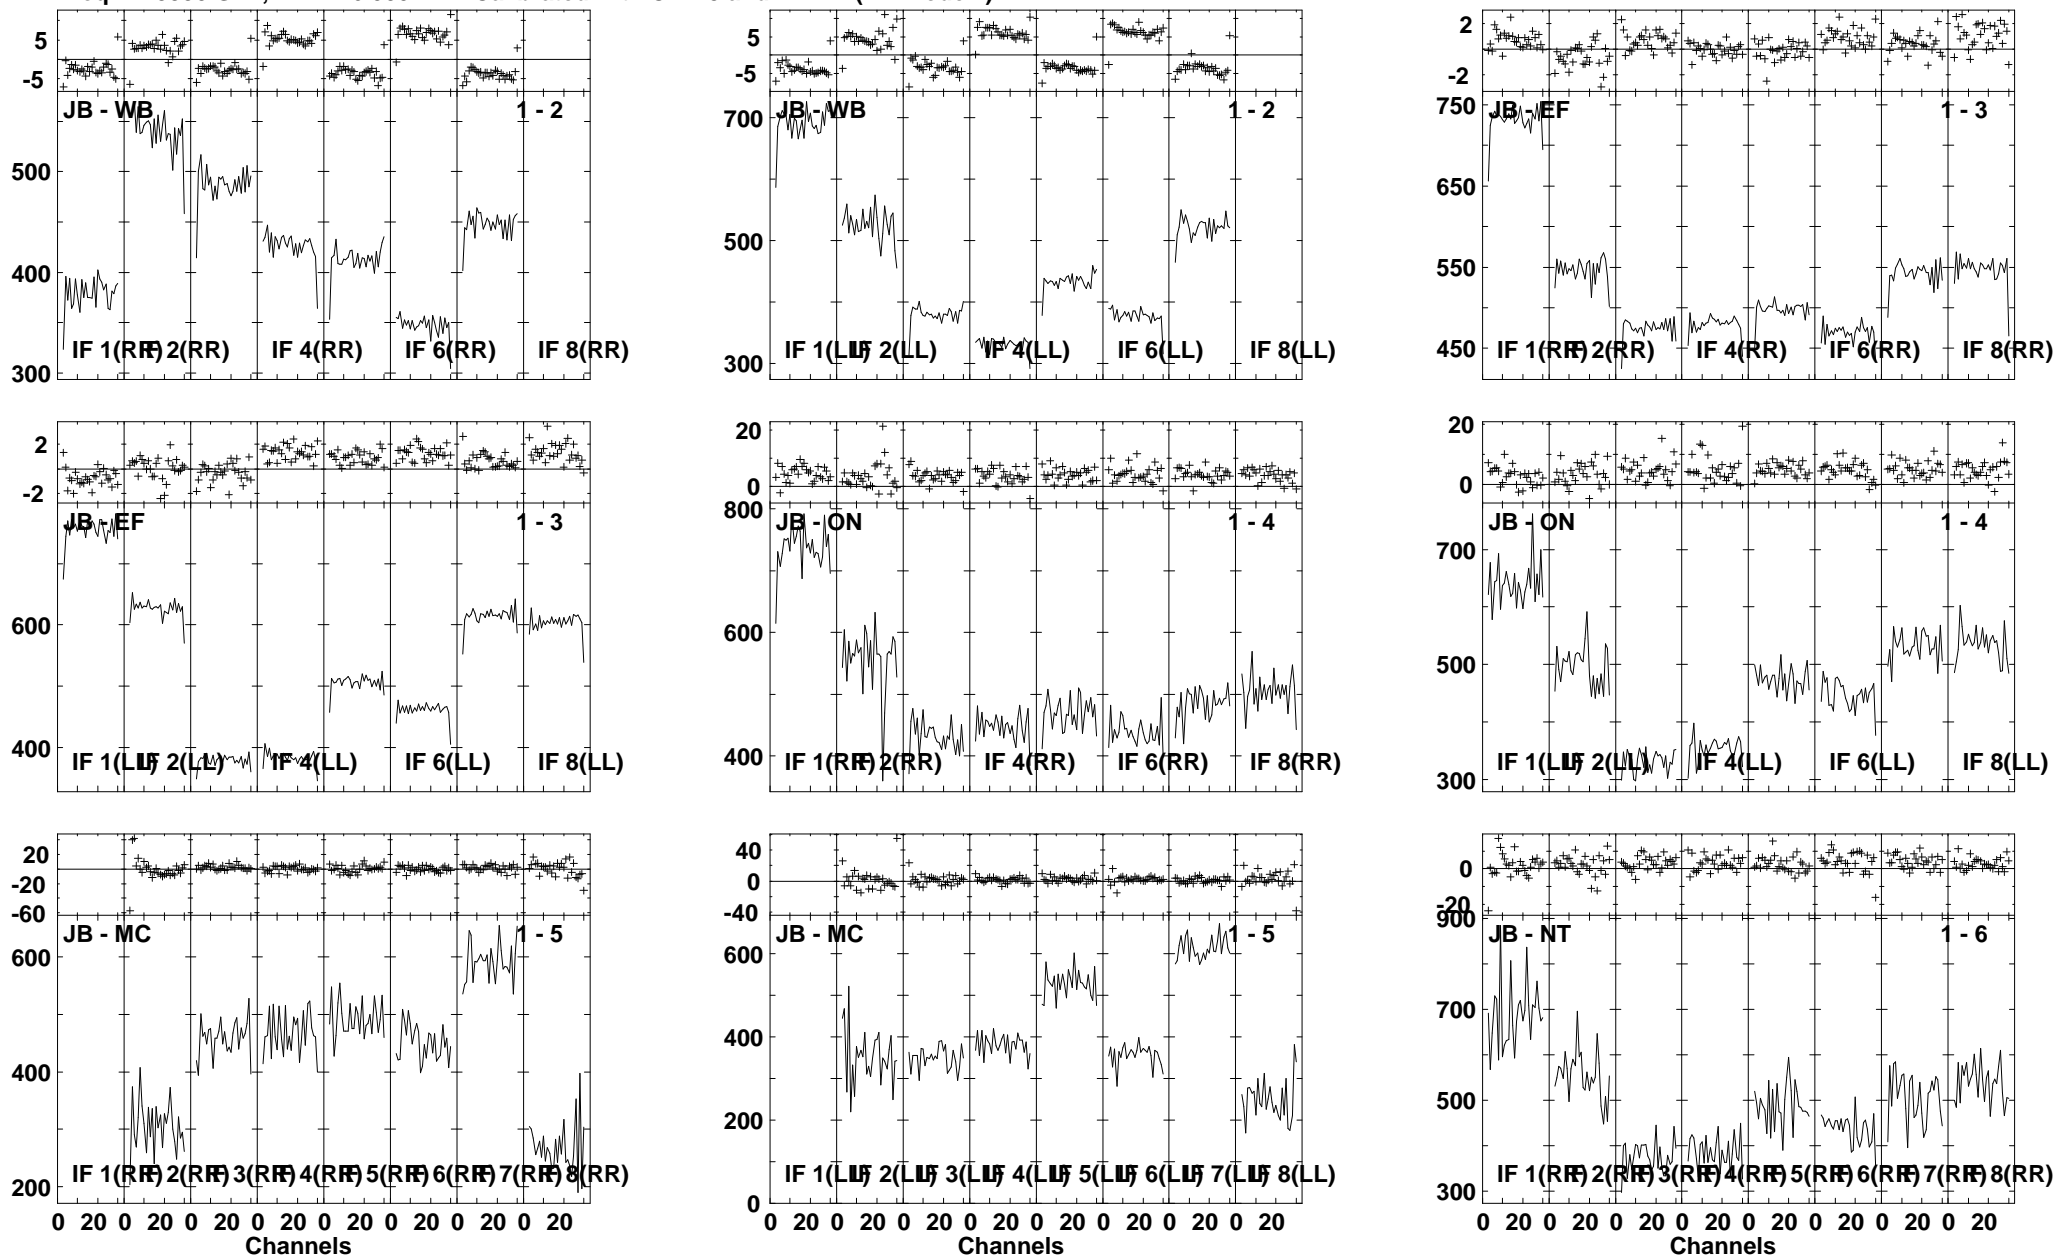 5
-5
JB - WB 1 - 2
500
400
300
IF 1(RR) IF 2(RR) IF 4(RR) IF 6(RR) IF 8(RR)
5
-5
JB - WB 1 - 2
700
500
300
IF 1(LL) IF 2(LL) IF 4(LL) IF 6(LL) IF 8(LL)
2
0
-2
JB - EF 1 - 3
750
650
550
450
IF 1(RR) IF 2(RR) IF 4(RR) IF 6(RR) IF 8(RR)
2
0
-2
JB - EF 1 - 3
600
400
IF 1(LL) IF 2(LL) IF 4(LL) IF 6(LL) IF 8(LL)
20
10
0
JB - ON 1 - 4
800
600
400
IF 1(RR) IF 2(RR) IF 4(RR) IF 6(RR) IF 8(RR)
20
0
JB - ON 1 - 4
700
500
300
IF 1(LL) IF 2(LL) IF 4(LL) IF 6(LL) IF 8(LL)
20
-20
-60
JB - MC 1 - 5
600
400
200
IF 1(RR) IF 2(RR) IF 3(RR) IF 4(RR) IF 5(RR) IF 6(RR) IF 7(RR) IF 8(RR)
0 20 0 20 0 20 0 20 0 20 0 20 0 20 0 20
Channels
40
0
-40
JB - MC 1 - 5
600
400
200
0
IF 1(LL) IF 2(LL) IF 3(LL) IF 4(LL) IF 5(LL) IF 6(LL) IF 7(LL) IF 8(LL)
0 20 0 20 0 20 0 20 0 20 0 20 0 20 0 20
Channels
0
-20
JB - NT 1 - 6
900
700
500
300
IF 1(RR) IF 2(RR) IF 3(RR) IF 4(RR) IF 5(RR) IF 6(RR) IF 7(RR) IF 8(RR)
0 20 0 20 0 20 0 20 0 20 0 20 0 20 0 20
Channels